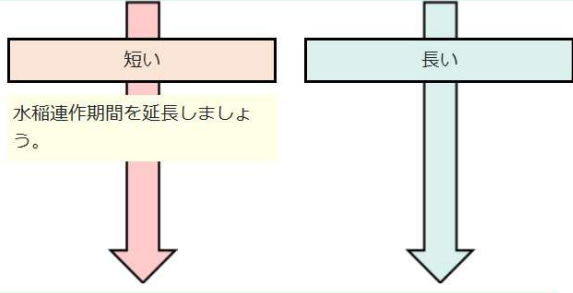 短い
長い
水稲連作期間を延長しましょ
う。